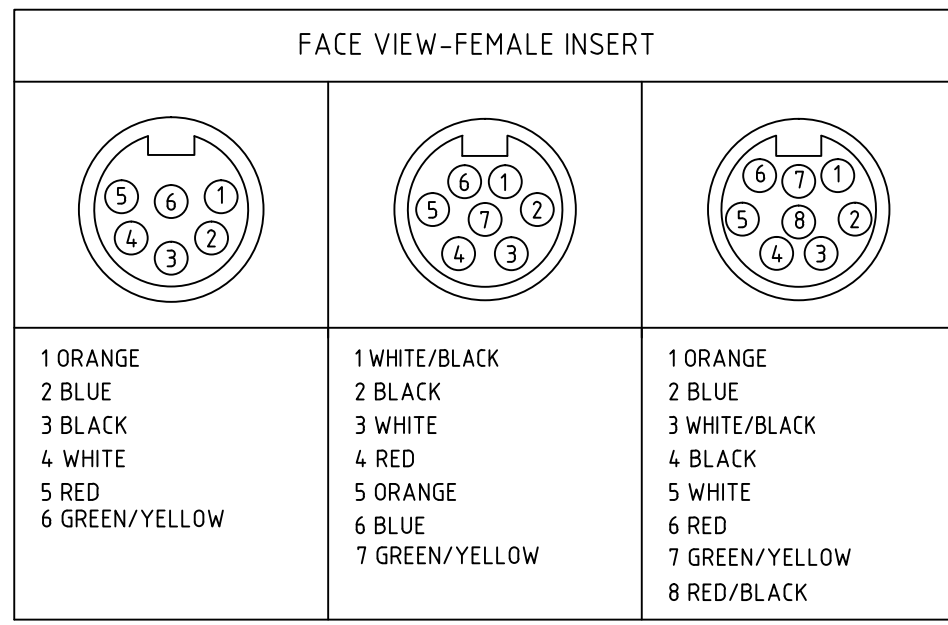 FACE VIEW-FEMALE INSERT
5 6 1
4 3 2
6 1
5 7 2
4 3
6 7 1
5 8 2
4 3
1 ORANGE
2 BLUE
3 BLACK
4 WHITE
5 RED
6 GREEN/YELLOW
1 WHITE/BLACK
2 BLACK
3 WHITE
4 RED
5 ORANGE
6 BLUE
7 GREEN/YELLOW
1 ORANGE
2 BLUE
3 WHITE/BLACK
4 BLACK
5 WHITE
6 RED
7 GREEN/YELLOW
8 RED/BLACK